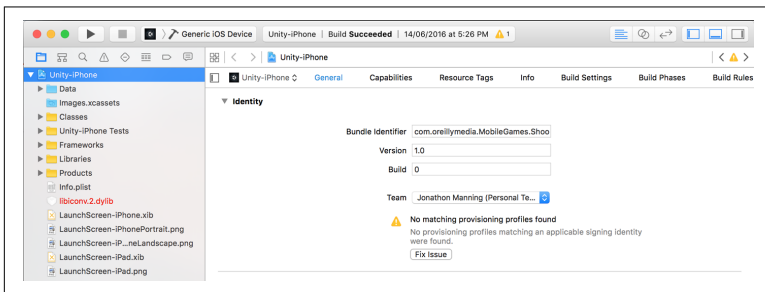 Generic iOS Device
Unity-iPhone | Build Succeeded | 14/06/2016 at 5:26 PM 1
Unity-iPhone
Unity-iPhone
Unity-iPhone General Capabilities Resource Tags Info Build Settings Build Phases Build Rules
Data
Images.xcassets
Classes
Unity-iPhone Tests
Frameworks
Libraries
Products
Info.plist
libiconv.2.dylib
LaunchScreen-iPhone.xib
LaunchScreen-iPhonePortrait.png
LaunchScreen-iP...neLandscape.png
LaunchScreen-iPad.xib
LaunchScreen-iPad.png
Identity
Bundle Identifier com.oreillymedia.MobileGames.Shoo
Version 1.0
Build 0
Team Jonathon Manning (Personal Te...
No matching provisioning profiles found
No provisioning profiles matching an applicable signing identity
were found.
Fix Issue